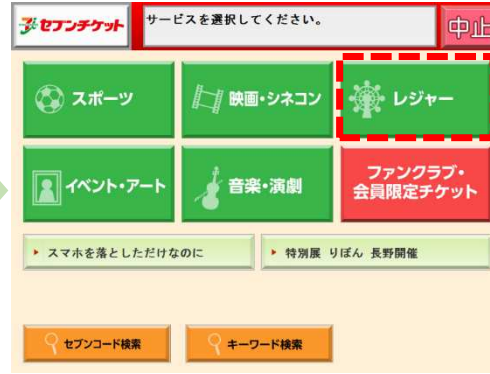 セブンチケット
サービスを選択してください。
中止
スポーツ
映画・シネコン
レジャー
イベント・アート
音楽・演劇
ファンクラブ・
会員限定チケット
スマホを落としただけなのに
特別展 りぼん 長野開催
セブンコード検索
キーワード検索